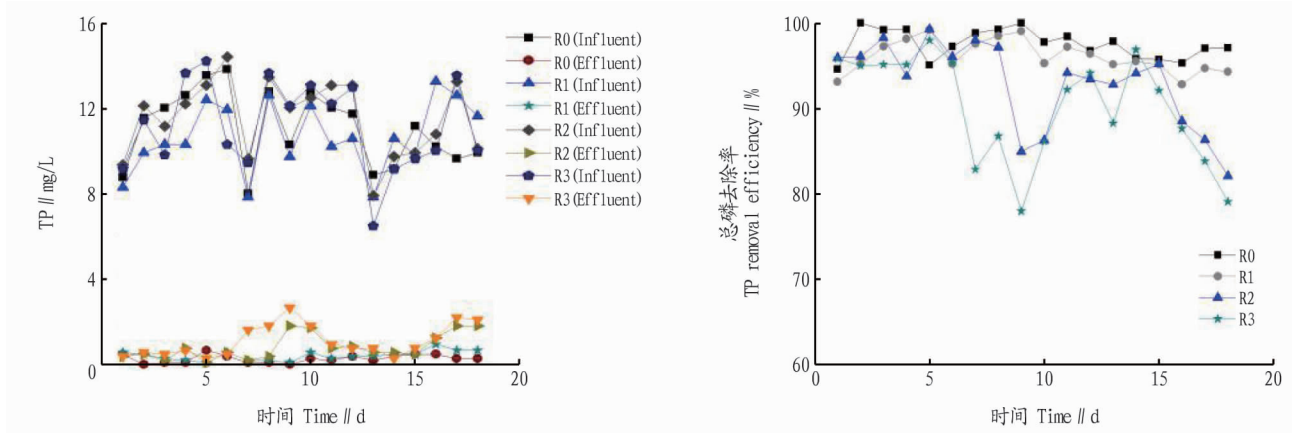 16
12
8
4
0
5
10
15
20
TP∥mg/L
时间 Time∥d
R0(Influent)
R0(Effluent)
R1(Influent)
R1(Effluent)
R2(Influent)
R2(Effluent)
R3(Influent)
R3(Effluent)
100
90
80
70
60
0
5
10
15
20
总磷去除率
TP removal efficiency∥%
时间 Time∥d
R0
R1
R2
R3